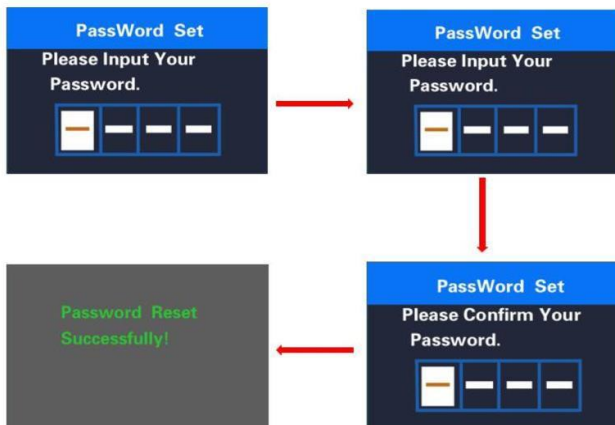 PassWord Set
Please Input Your
Password.
PassWord Set
Please Input Your
Password.
PassWord Set
Please Confirm Your
Password.
Password Reset
Successfully!